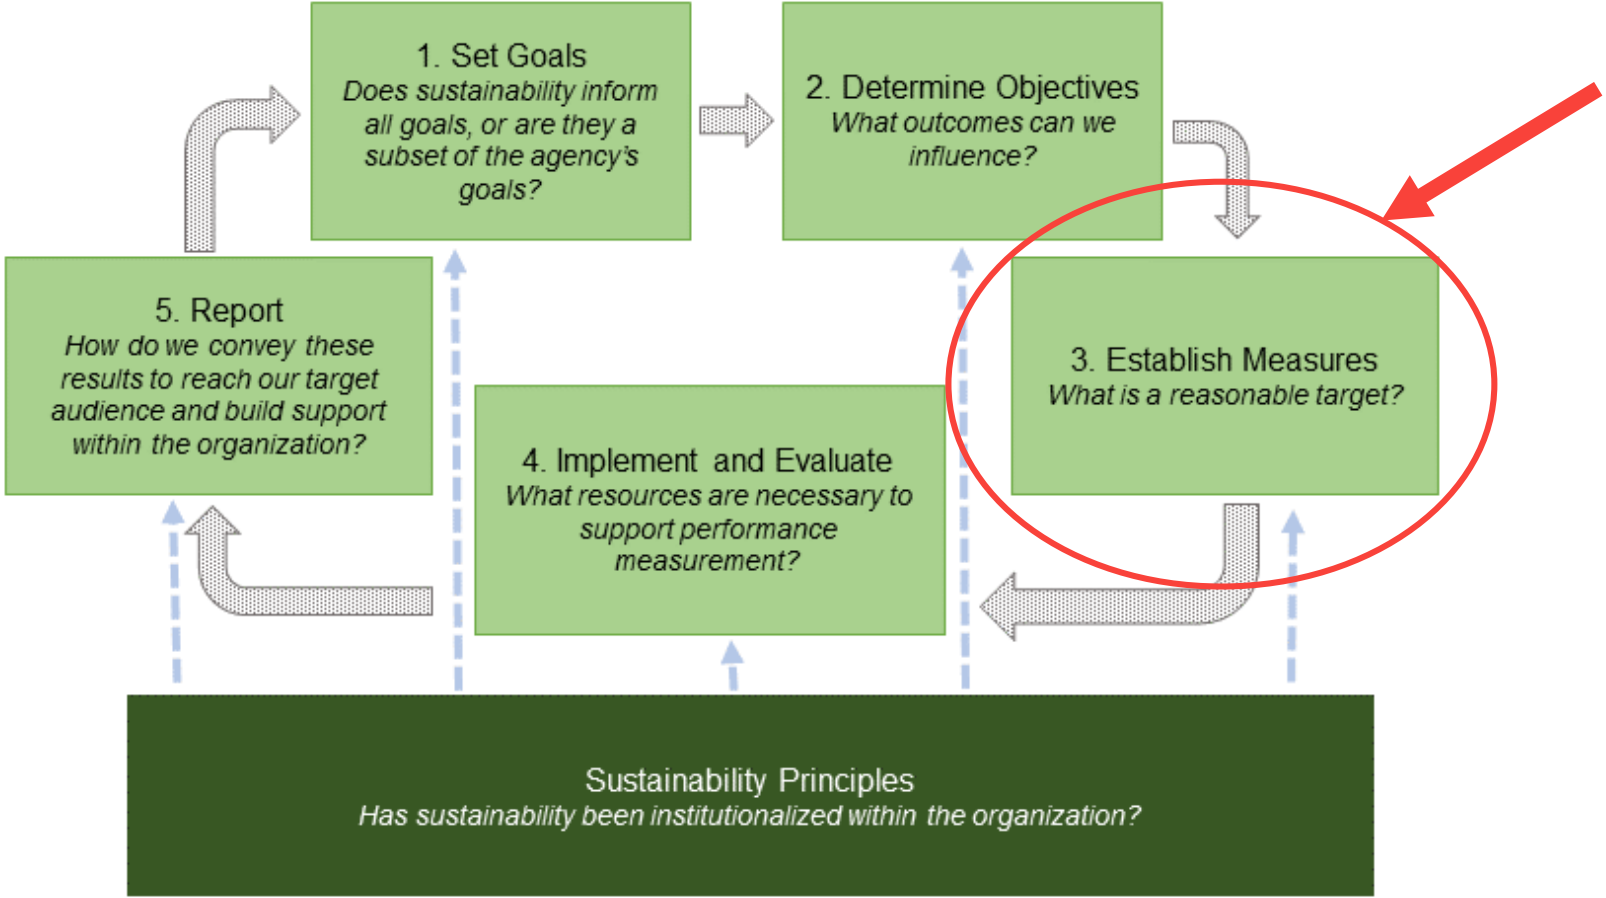 1. Set Goals
Does sustainability inform
all goals, or are they a
subset of the agency's
goals?
2. Determine Objectives
What outcomes can we
influence?
3. Establish Measures
What is a reasonable target?
4. Implement and Evaluate
What resources are necessary to
support performance
measurement?
5. Report
How do we convey these
results to reach our target
audience and build support
within the organization?
Sustainability Principles
Has sustainability been institutionalized within the organization?